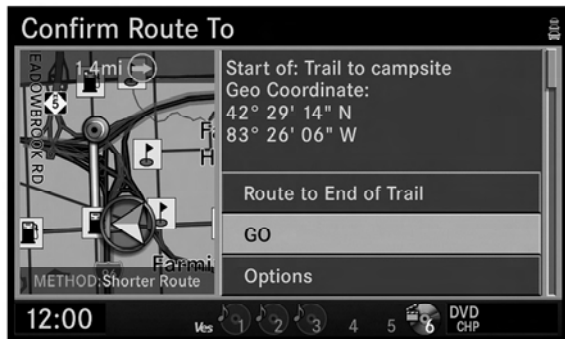 Confirm Route To
1.4mi
EADOWBROOK RD
5
F
H
Farmi
METHOD:Shorter Route
Start of: Trail to campsite
Geo Coordinate:
42° 29' 14" N
83° 26' 06" W
Route to End of Trail
GO
Options
12:00
Ves 1 2 3 4 5 6 DVD
CHP